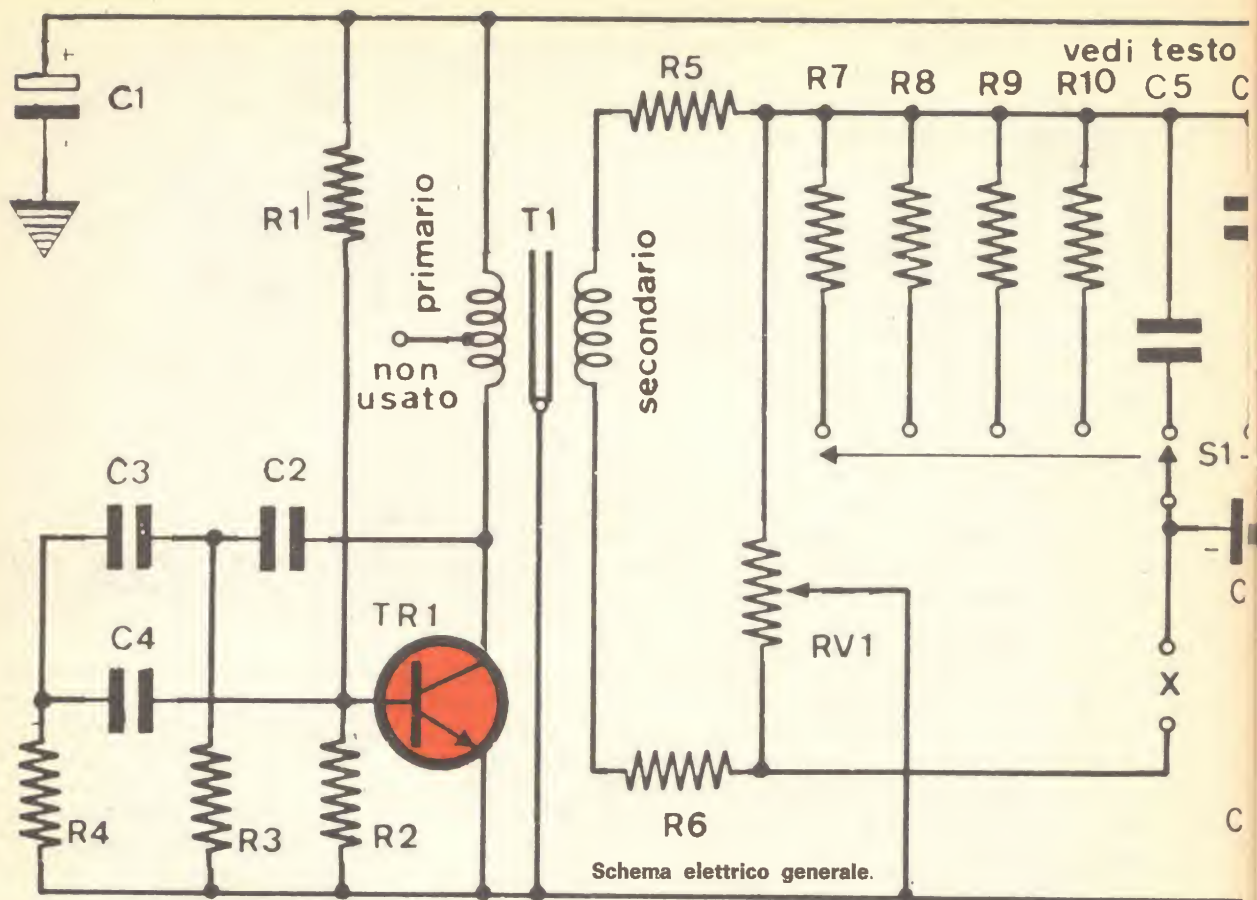 vedi testo
R5
R7
R8
R9
R10
C5
C
+
C1
-
R1
primario
T1
secondario
non
usato
S1-
C3
C2
-
C
TR1
C4
RV1
X
R4
R3
R2
R6
C
Schema elettrico generale.